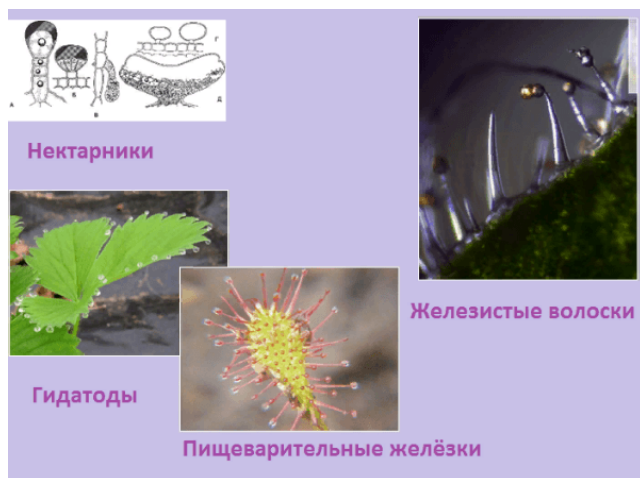 А
Б
В
Г
Д
Нектарники
Железистые волоски
Гидатоды
Пищеварительные желёзки